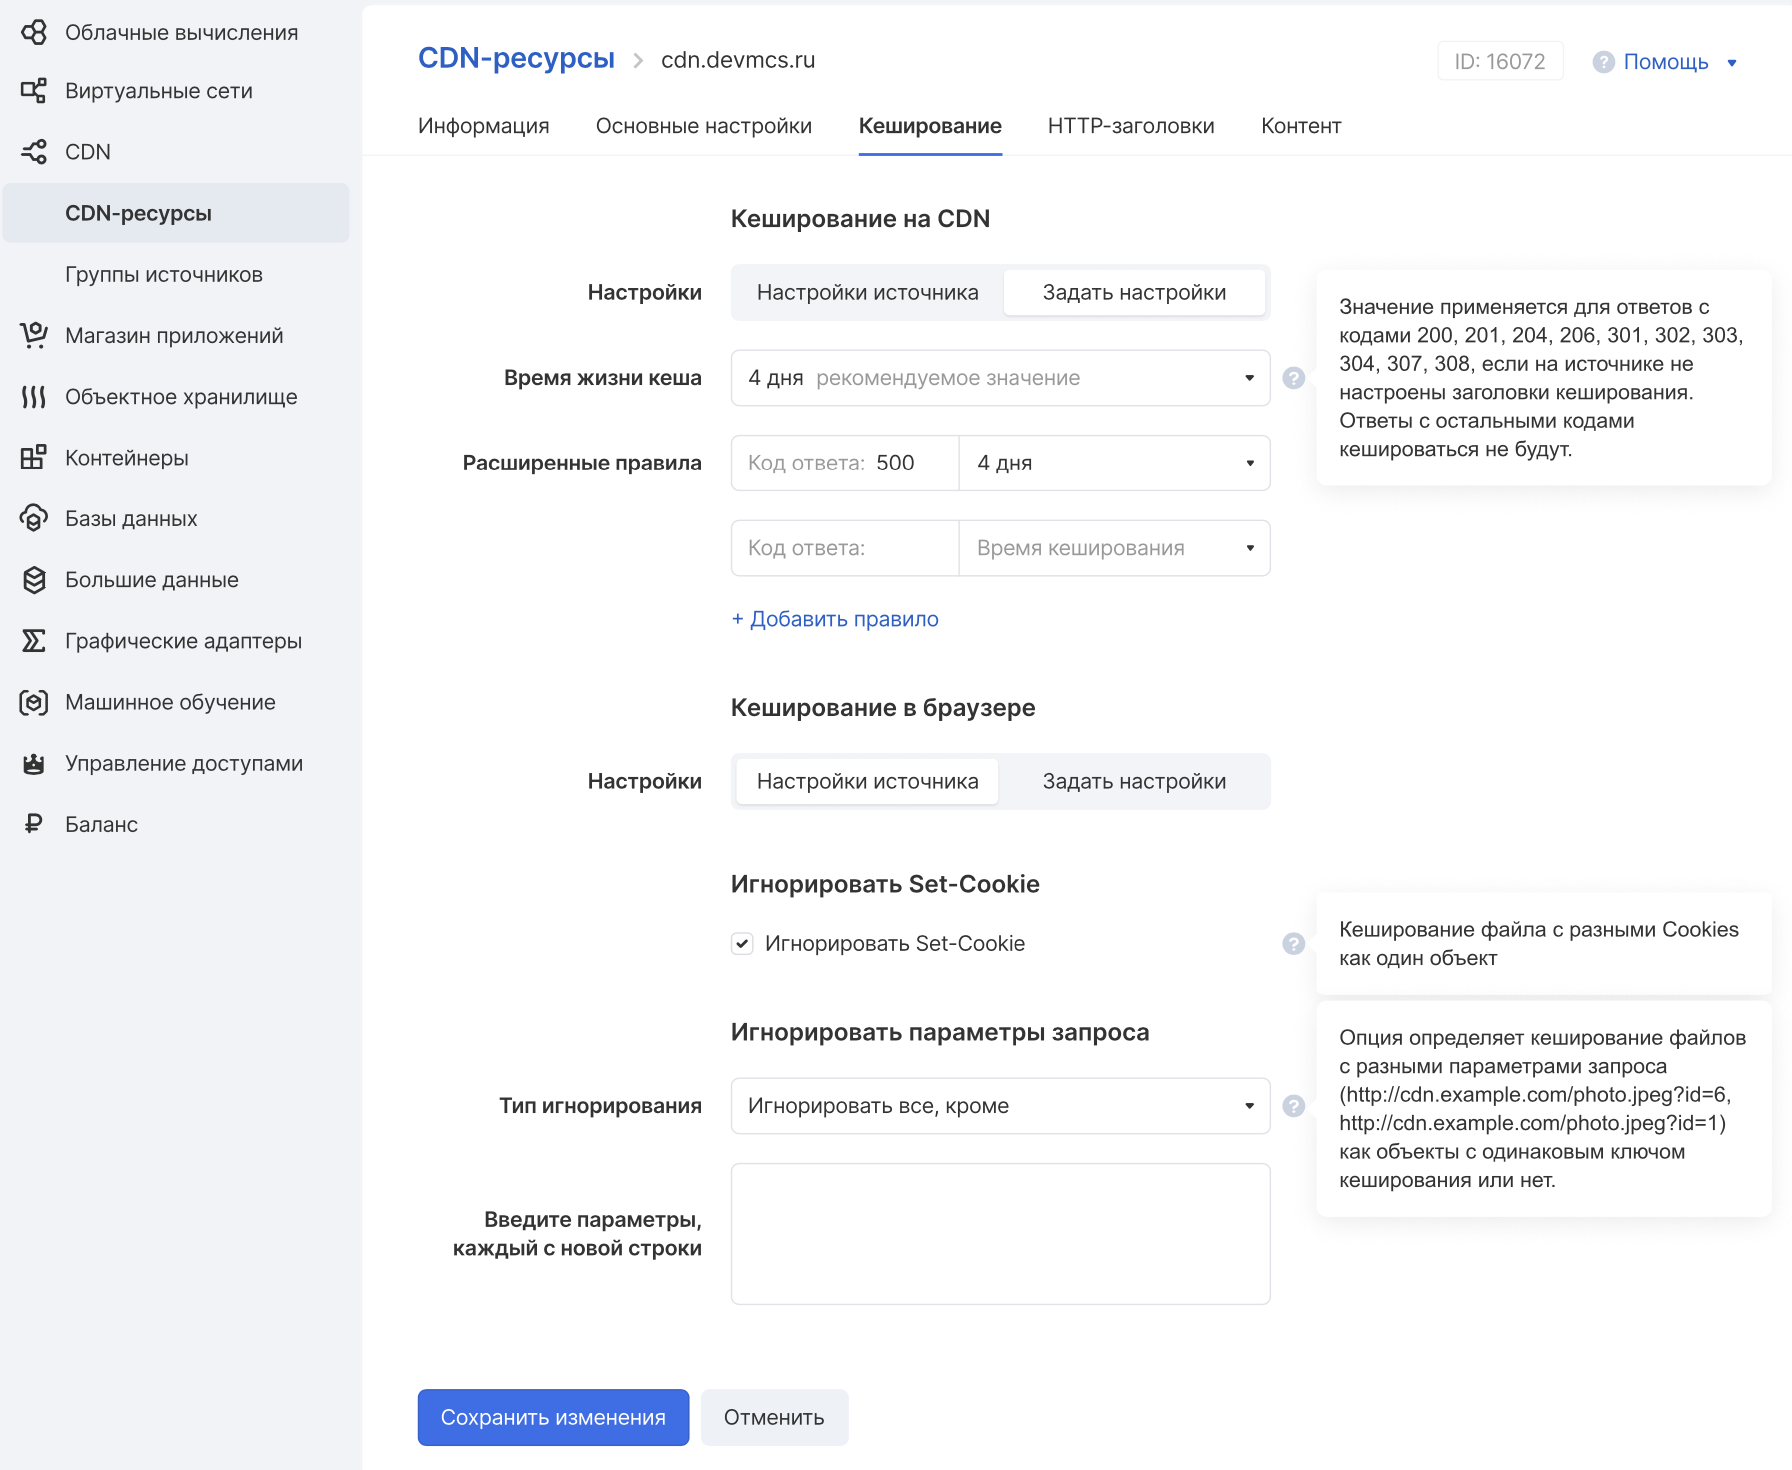 Облачные вычисления
Виртуальные сети
CDN
CDN-ресурсы
Группы источников
Магазин приложений
Объектное хранилище
Контейнеры
Базы данных
Большие данные
Графические адаптеры
Машинное обучение
Управление доступами
Баланс
CDN-ресурсы > cdn.devmcs.ru
ID: 16072
? Помощь
Информация Основные настройки Кеширование HTTP-заголовки Контент
Кеширование на CDN
Настройки Настройки источника Задать настройки
Время жизни кеша 4 дня рекомендуемое значение ?
Значение применяется для ответов с
кодами 200, 201, 204, 206, 301, 302, 303,
304, 307, 308, если на источнике не
настроены заголовки кеширования.
Ответы с остальными кодами
кешироваться не будут.
Расширенные правила Код ответа: 500 4 дня
Код ответа: Время кеширования
+ Добавить правило
Кеширование в браузере
Настройки Настройки источника Задать настройки
Игнорировать Set-Cookie
Игнорировать Set-Cookie ?
Кеширование файла с разными Cookies
как один объект
Игнорировать параметры запроса
Тип игнорирования Игнорировать все, кроме ?
Опция определяет кеширование файлов
с разными параметрами запроса
(http://cdn.example.com/photo.jpeg?id=6,
http://cdn.example.com/photo.jpeg?id=1)
как объекты с одинаковым ключом
кеширования или нет.
Введите параметры,
каждый с новой строки
Сохранить изменения Отменить